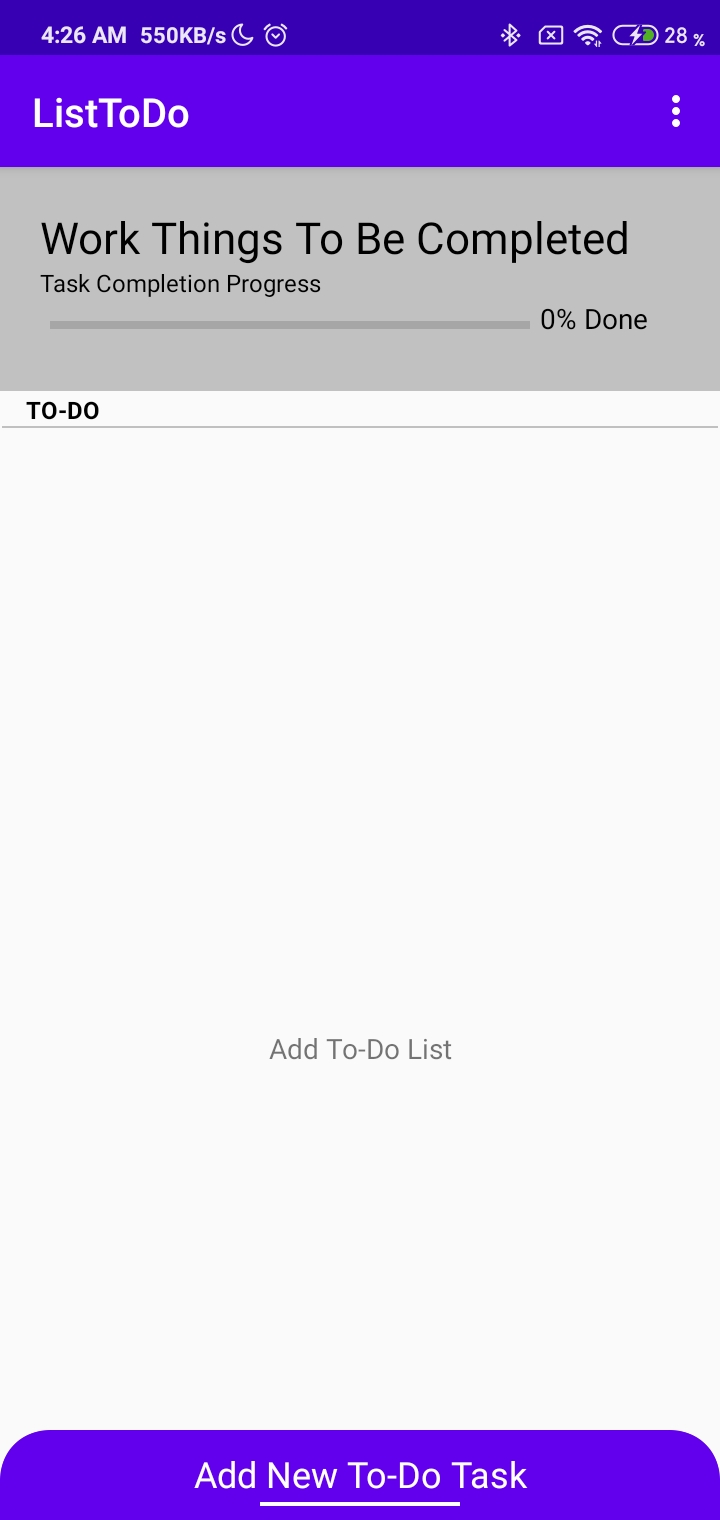 4:26 AM 550KB/s 28 %
ListToDo
Work Things To Be Completed
Task Completion Progress
0% Done
TO-DO
Add To-Do List
Add New To-Do Task